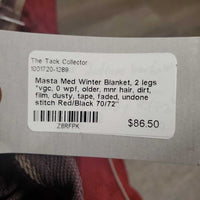 The Tack Collector
1001720-1289
Masta Med Winter Blanket, 2 legs
"vgc, 0 wpf, older, mnr hair, dirt,
film, dusty, tape, faded, undone
stitch Red/Black 70/72"
$86.50
ZBRFPK